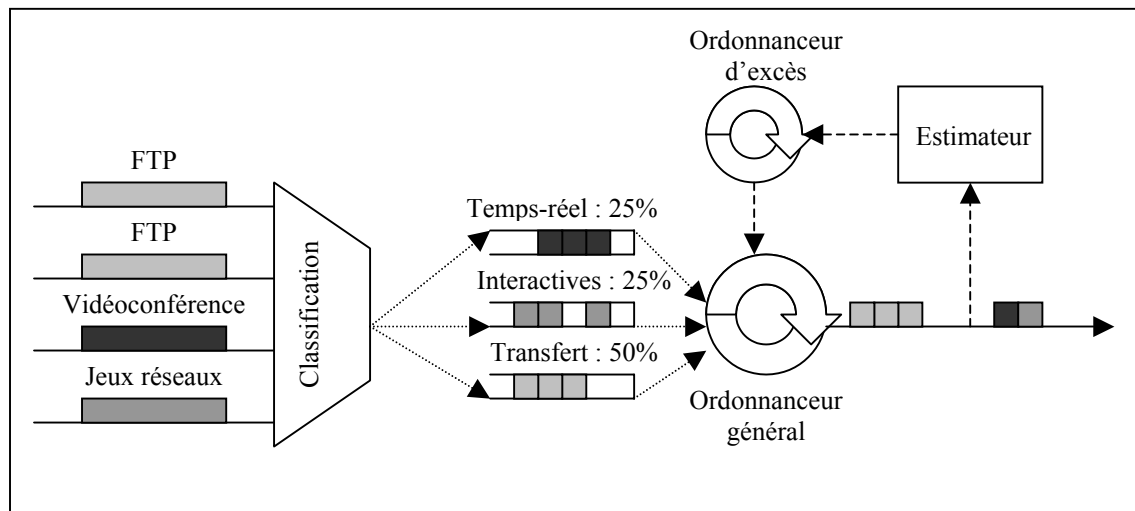 FTP
FTP
Vidéoconférence
Jeux réseaux
Classification
Temps-réel : 25%
Interactives : 25%
Transfert : 50%
Ordonnanceur
d’excès
Estimateur
Ordonnanceur
général